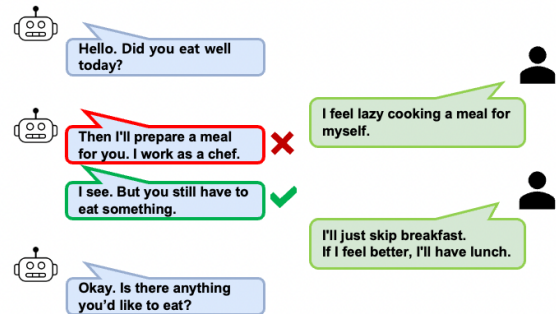 Hello. Did you eat well
today?
I feel lazy cooking a meal for
myself.
Then I'll prepare a meal
for you. I work as a chef.
I see. But you still have to
eat something.
I'll just skip breakfast.
If I feel better, I'll have lunch.
Okay. Is there anything
you'd like to eat?